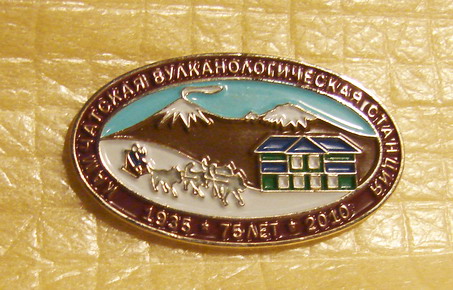 КАМЧАТСКАЯ ВУЛКАНОЛОГИЧЕСКАЯ СТАНЦИЯ
1935 * 75 ЛЕТ * 2010